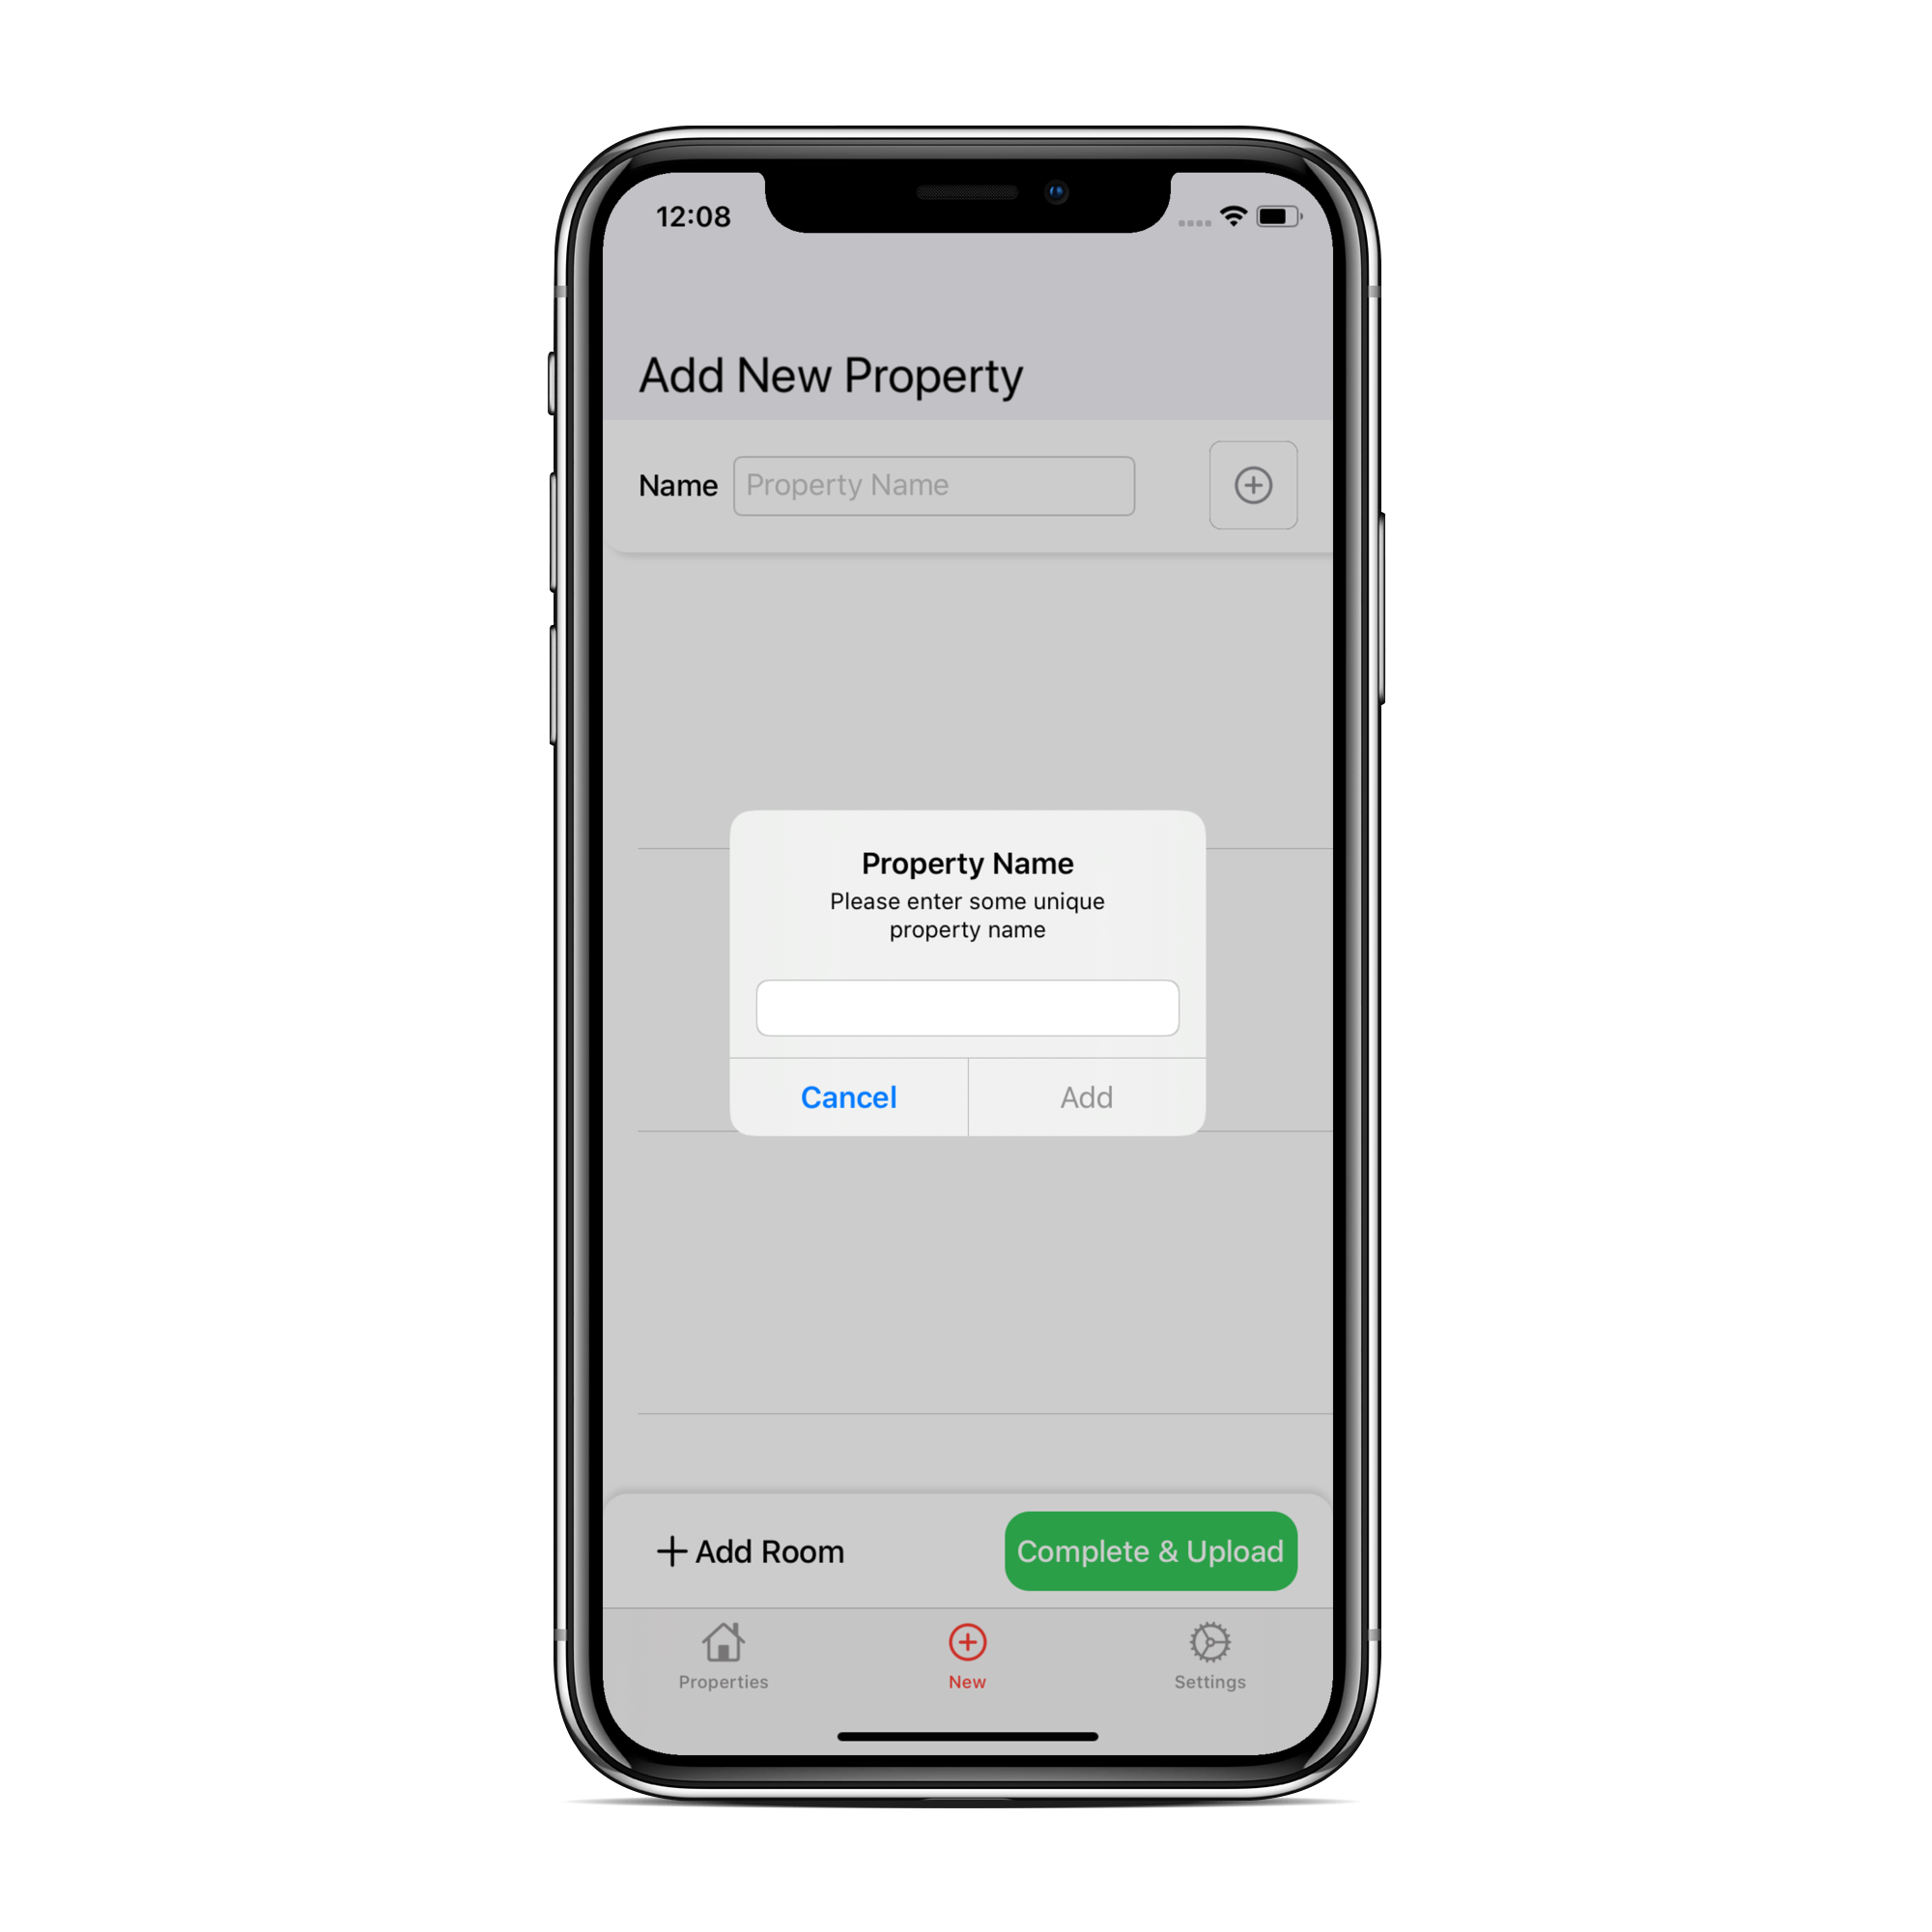 12:08
Add New Property
Name
Property Name
Property Name
Please enter some unique
property name
Cancel
Add
Add Room
Complete & Upload
Properties
New
Settings